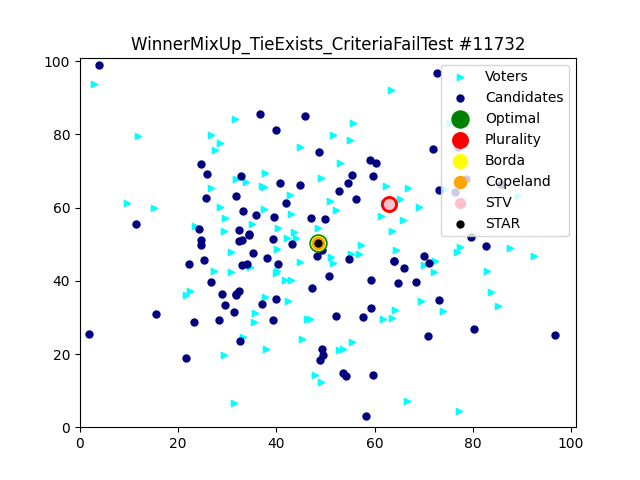 WinnerMixUp_TieExists_CriteriaFailTest #11732
100
80
60
40
20
0
0
20
40
60
80
100
Voters
Candidates
Optimal
Plurality
Borda
Copeland
STV
STAR